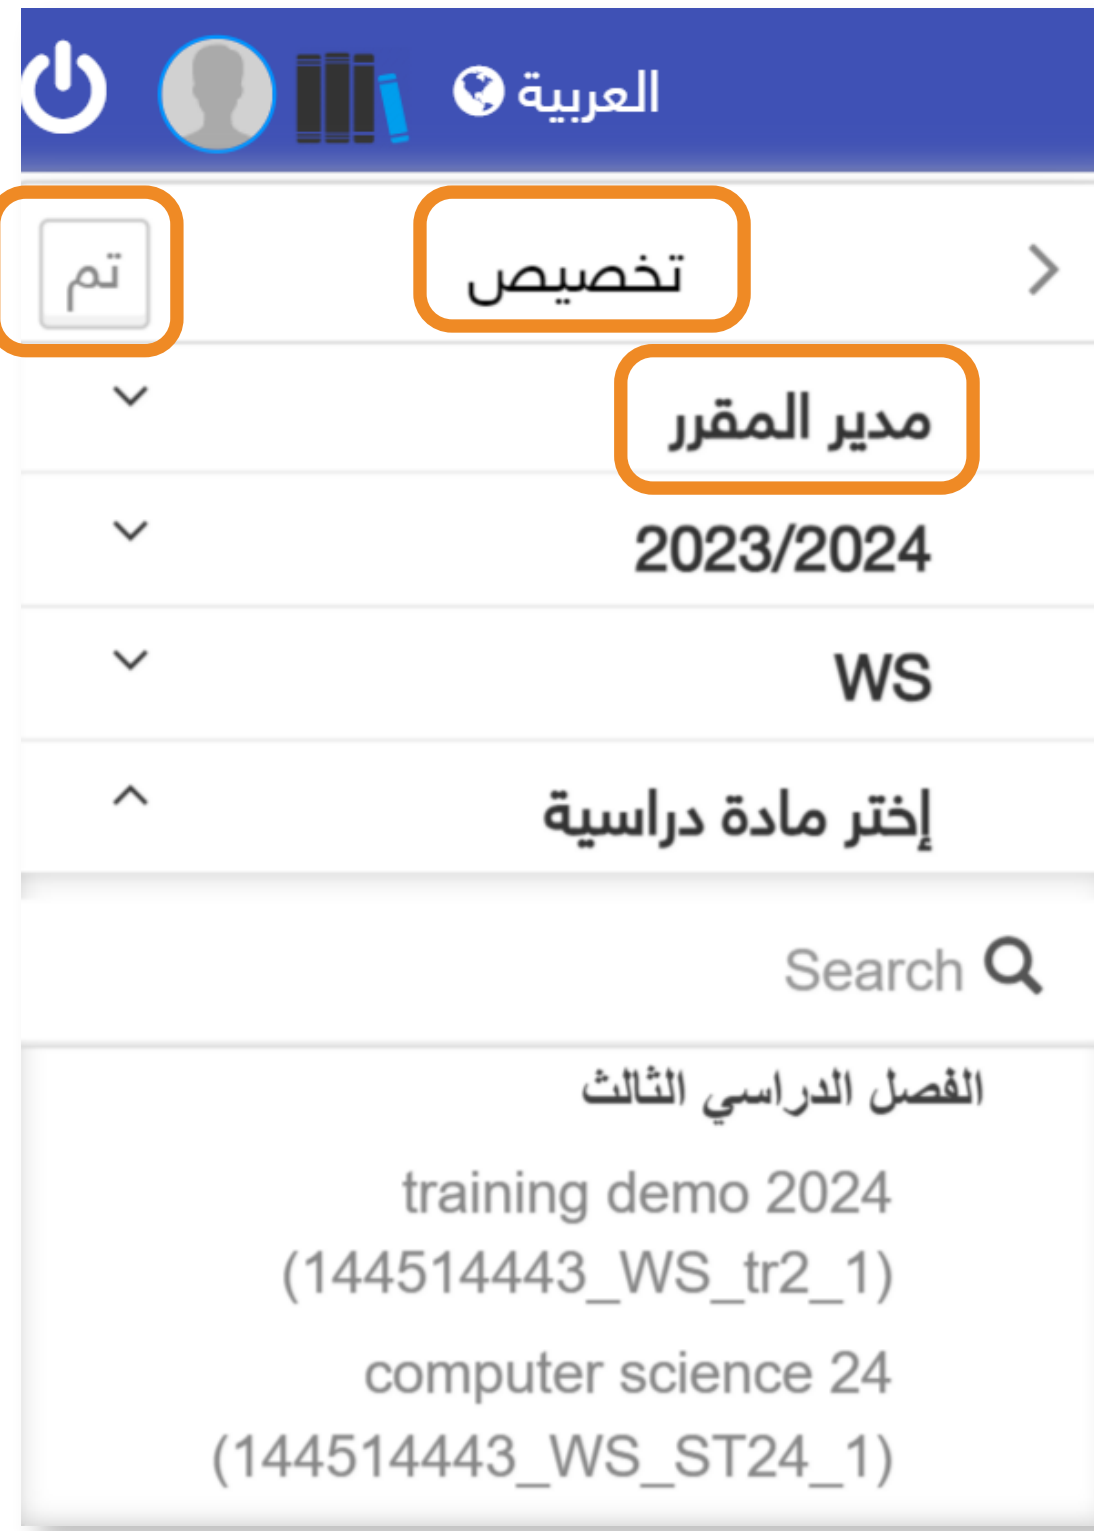 العربية
تخصيص
تم
مدير المقرر
2023/2024
WS
إختر مادة دراسية
Search
الفصل الدراسي الثالث
training demo 2024
(144514443_WS_tr2_1)
computer science 24
(144514443_WS_ST24_1)